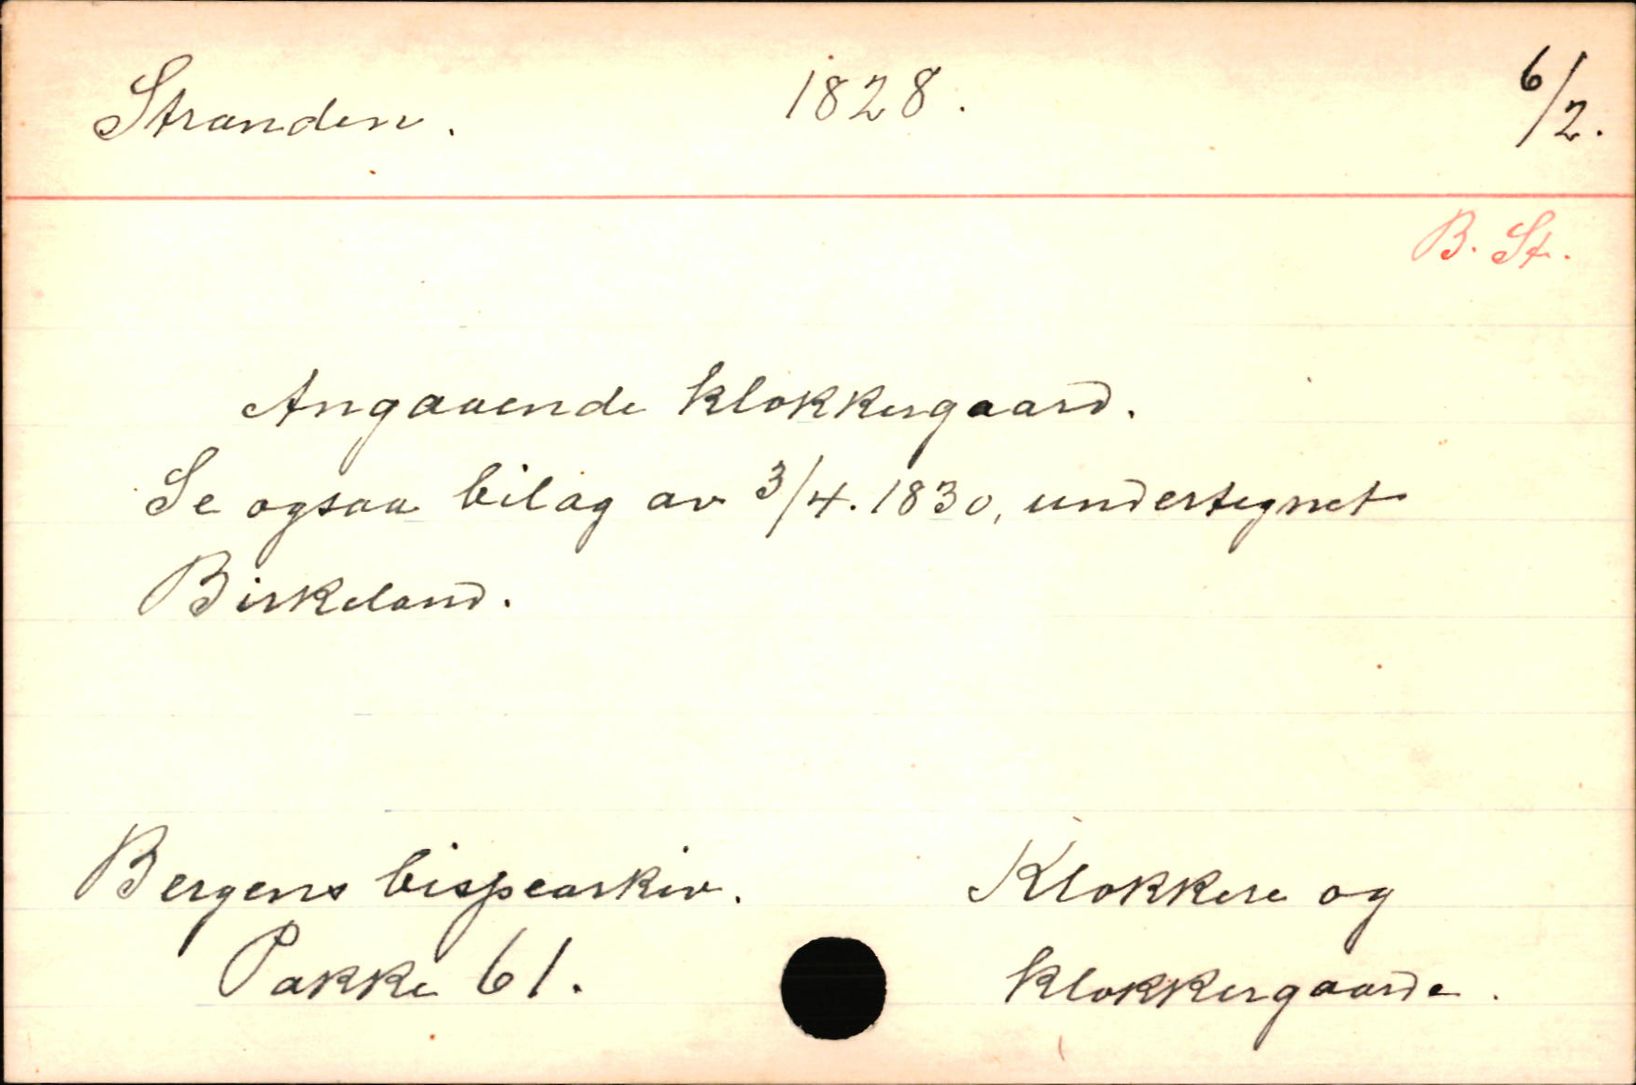 Stranden. 1828. 6/2.
B. St.
Angaaende klokkergaard.
Se ogsaa bilag av 3/4. 1830, undertegnet
Birkeland.
Bergens bispearkiv. Klokkere og
Pakke 61. klokkergaarde.